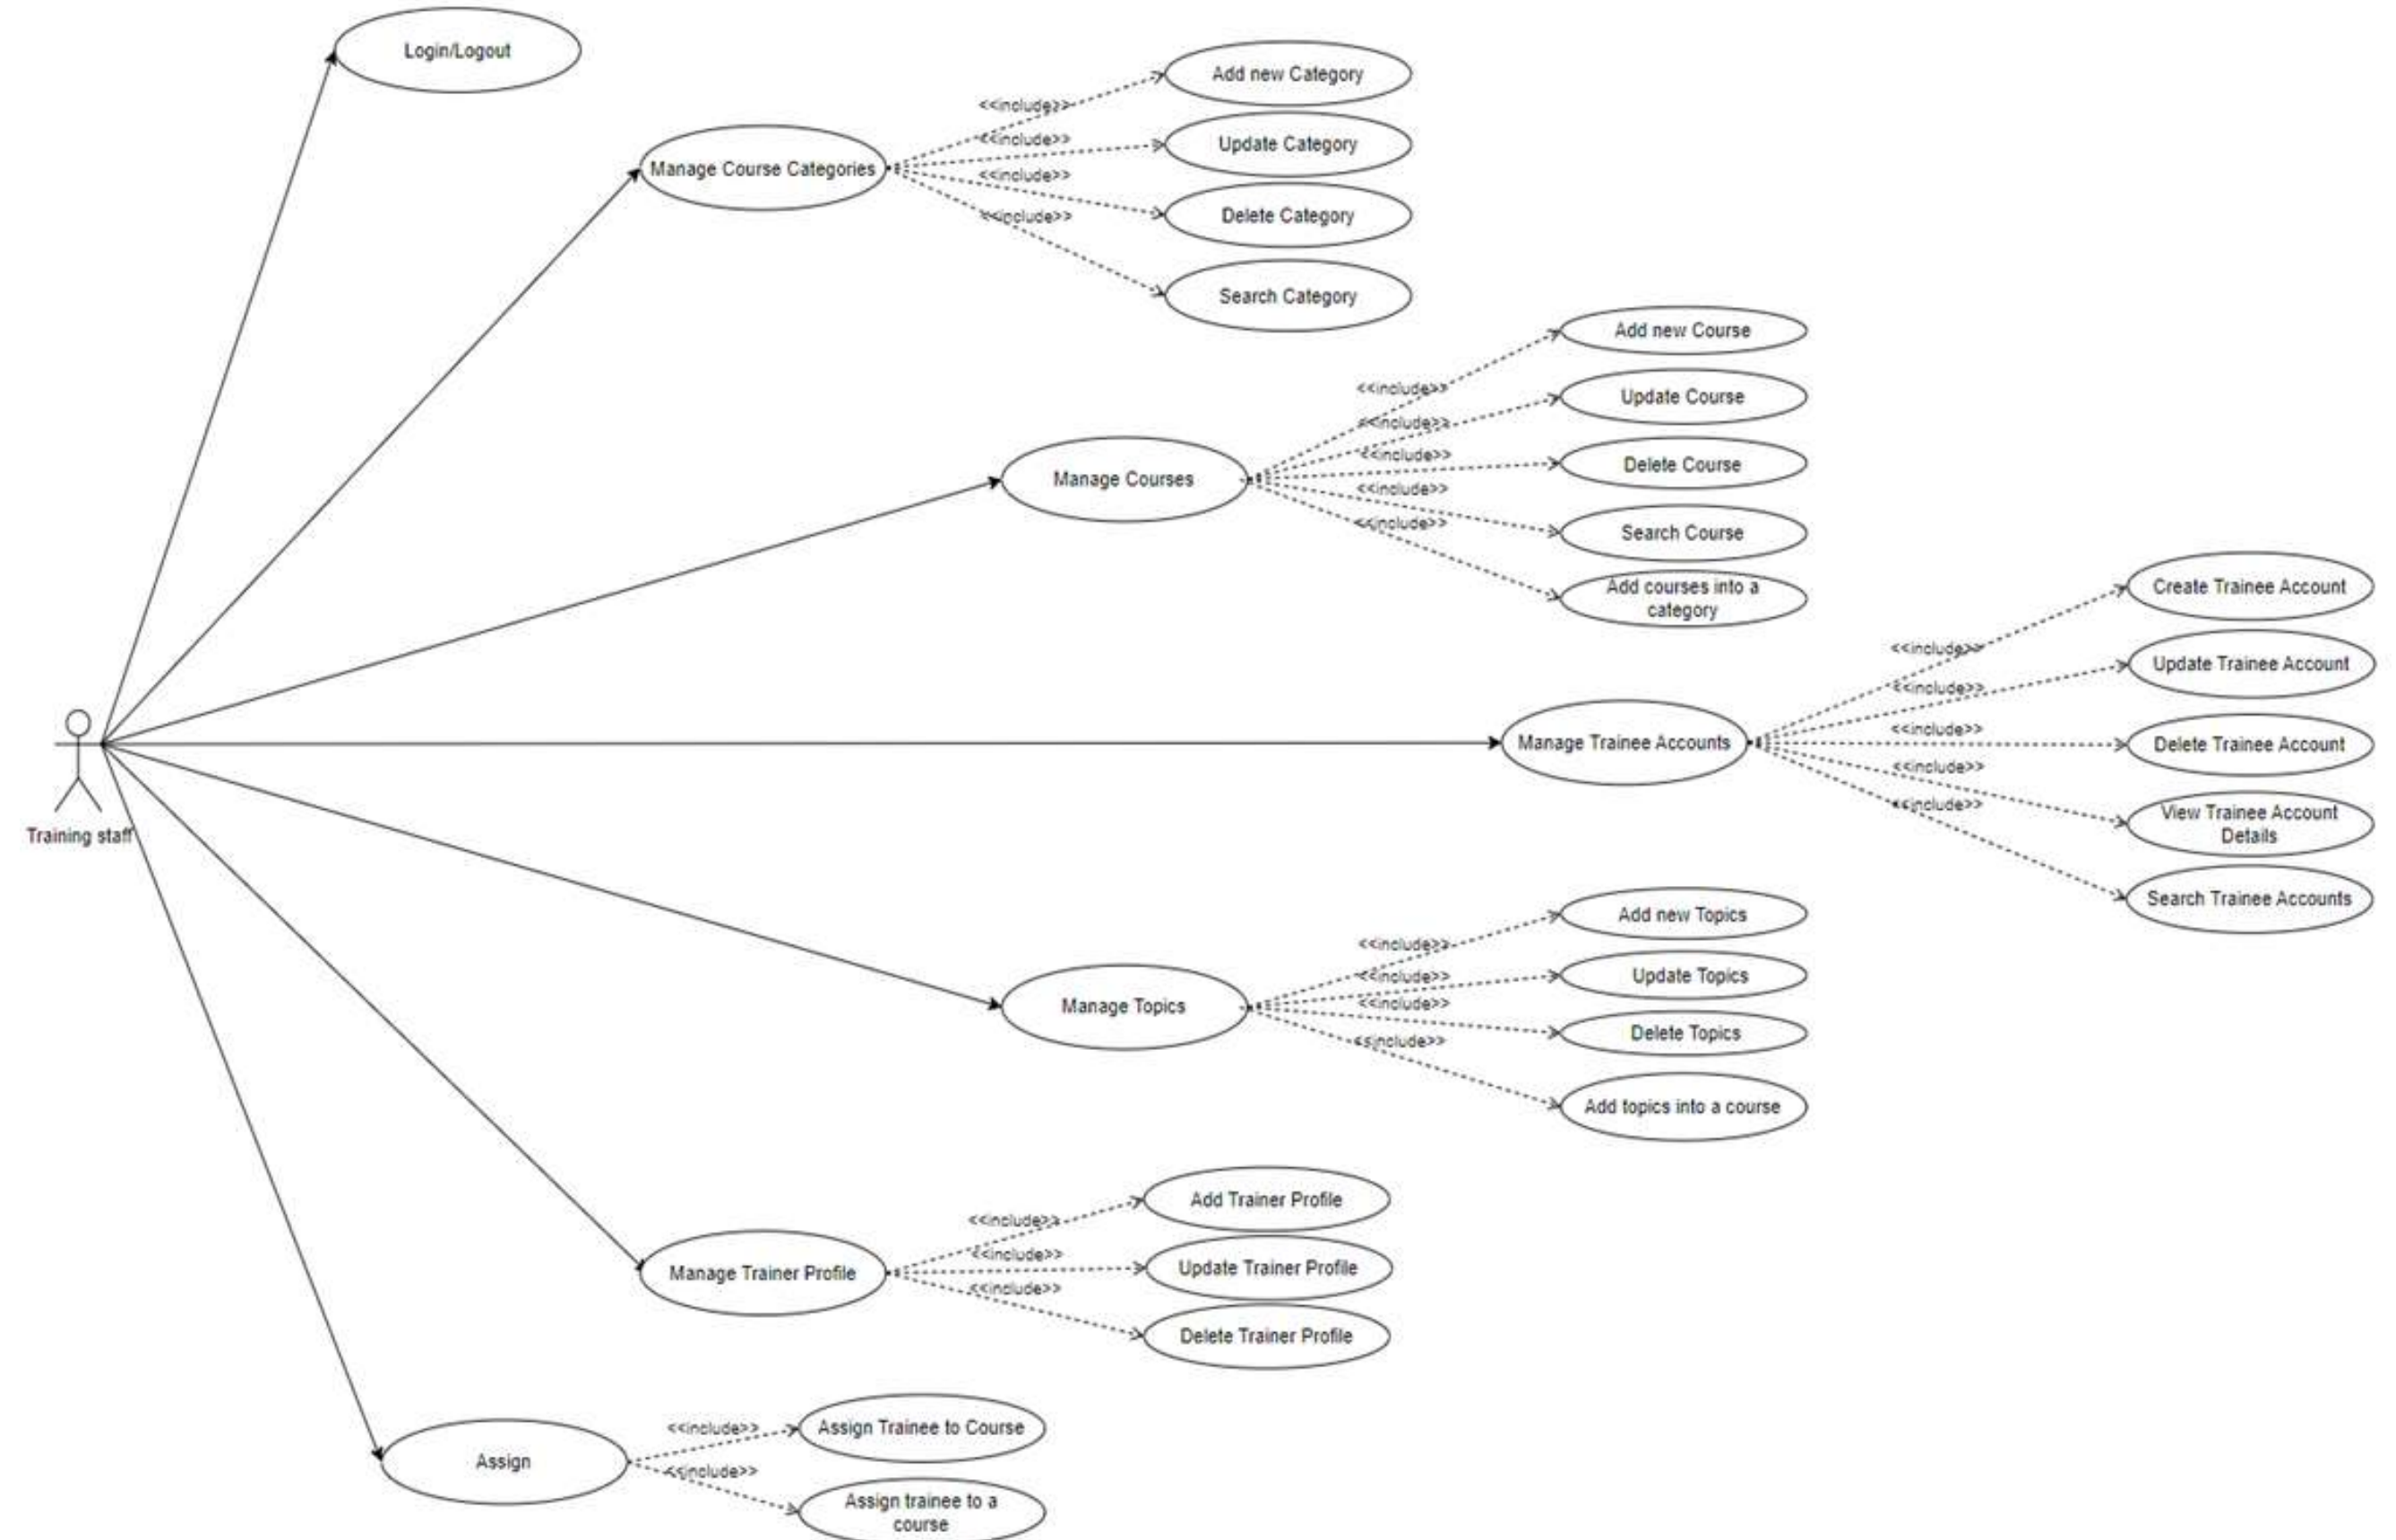 Login/Logout
Add new Category
<<include>>
Update Category
<<include>>
Manage Course Categories
<<include>>
Delete Category
<<include>>
Search Category
Add new Course
<<include>>
Update Course
<<include>>
<<include>>
Delete Course
Manage Courses
<<include>>
Search Course
<<include>>
Add courses into a
category
Create Trainee Account
<<include>>
Update Trainee Account
<<include>>
<<include>>
Manage Trainee Accounts
Delete Trainee Account
<<include>>
<<include>>
View Trainee Account
Details
Training staff
Search Trainee Accounts
Add new Topics
<<include>>
Update Topics
<<include>>
<<include>>
Manage Topics
Delete Topics
<<include>>
Add topics into a course
Add Trainer Profile
<<include>>
<<include>>
Update Trainer Profile
Manage Trainer Profile
<<include>>
Delete Trainer Profile
<<include>>
Assign Trainee to Course
Assign
<<include>>
Assign trainee to a
course